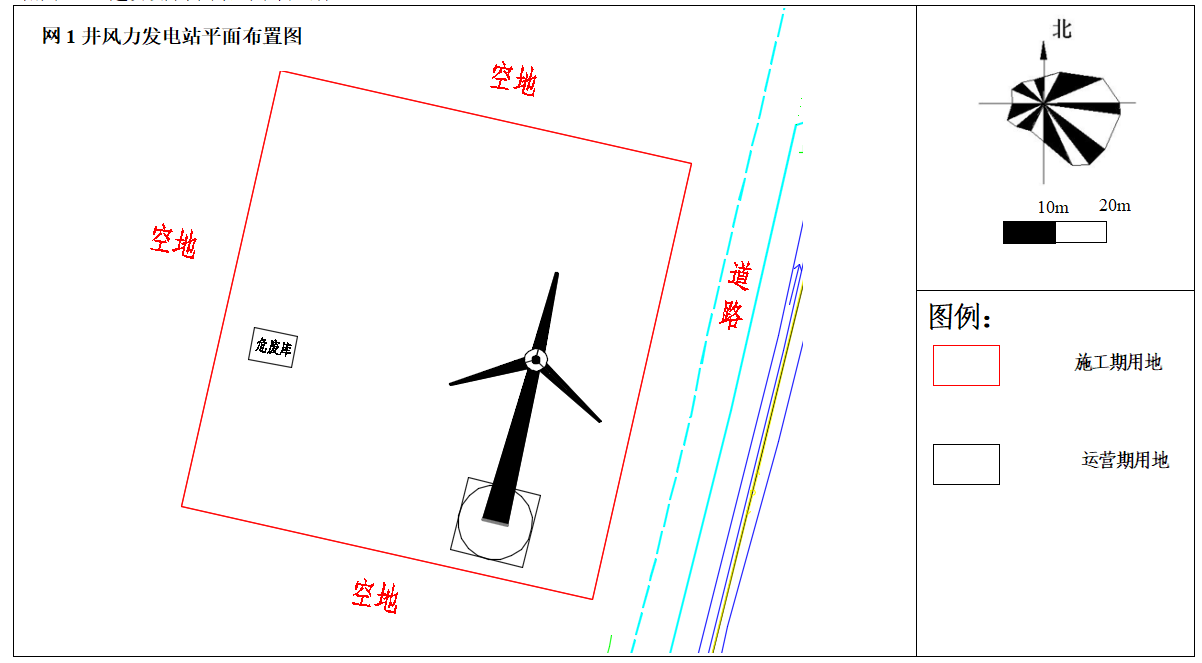 网 1 井风力发电站平面布置图
北
空地
10m 20m
空地
道
路
图例：
危废库
施工期用地
运营期用地
空地